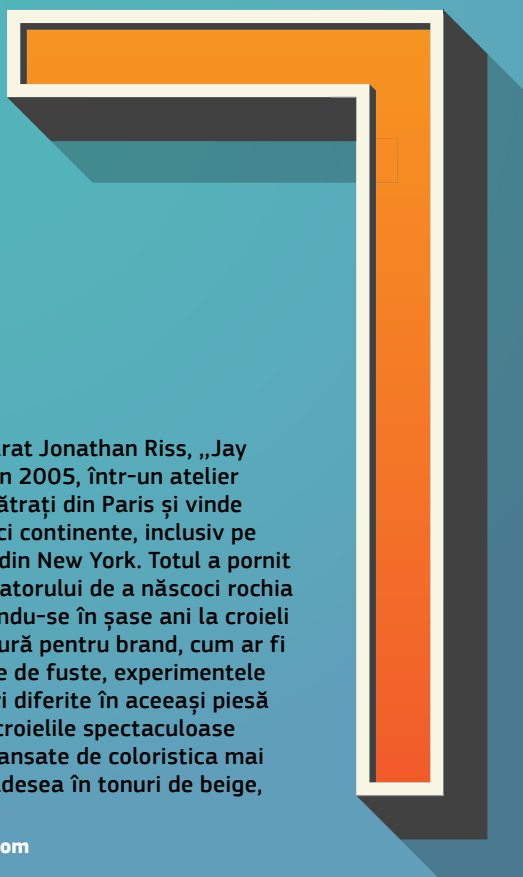 rat Jonathan Riss, „Jay
n 2005, într-un atelier
ătrați din Paris și vinde
ci continente, inclusiv pe
din New York. Totul a pornit
atorului de a născoci rochia
ndu-se în șase ani la croieli
ură pentru brand, cum ar fi
e de fuste, experimentele
i diferite în aceeași piesă
croielile spectaculoase
ansate de coloristica mai
desea în tonuri de beige,
om